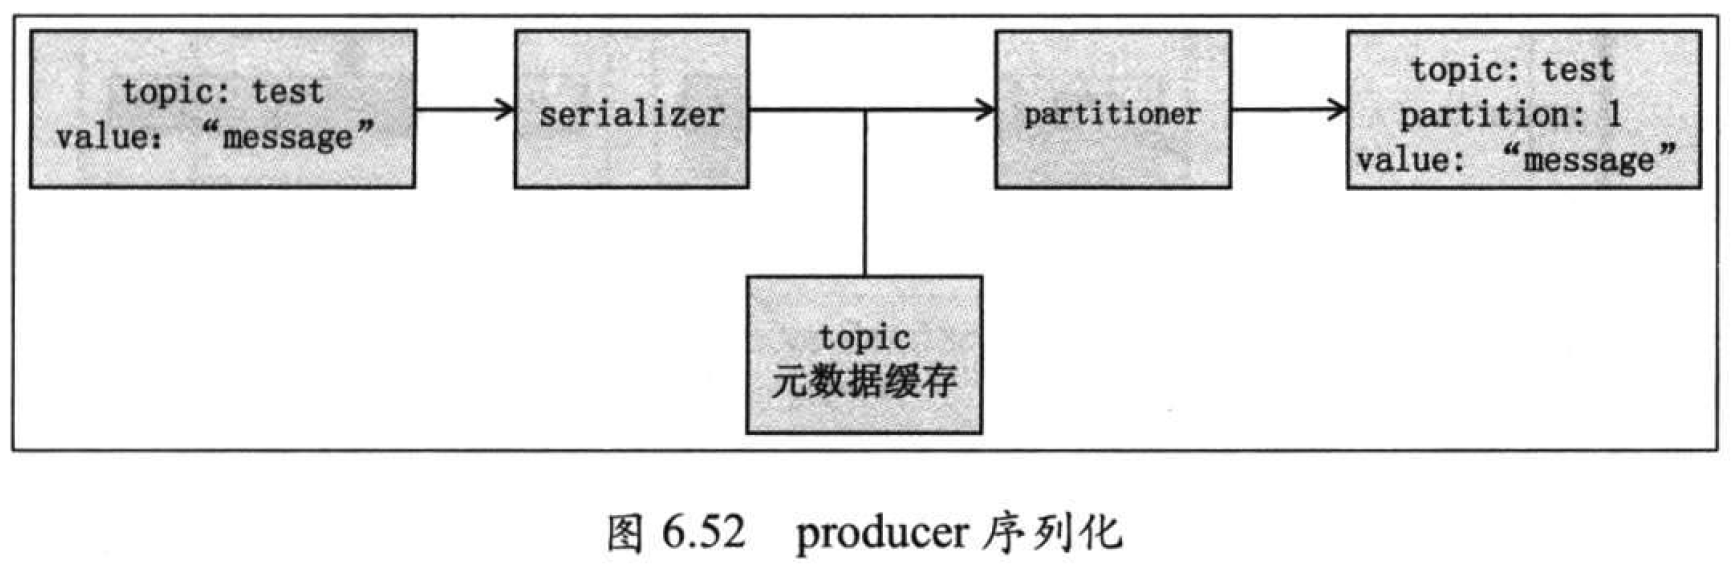 topic: test
value: “message”
serializer
partitioner
topic: test
partition: 1
value: “message”
topic
元数据缓存
图 6.52 producer 序列化